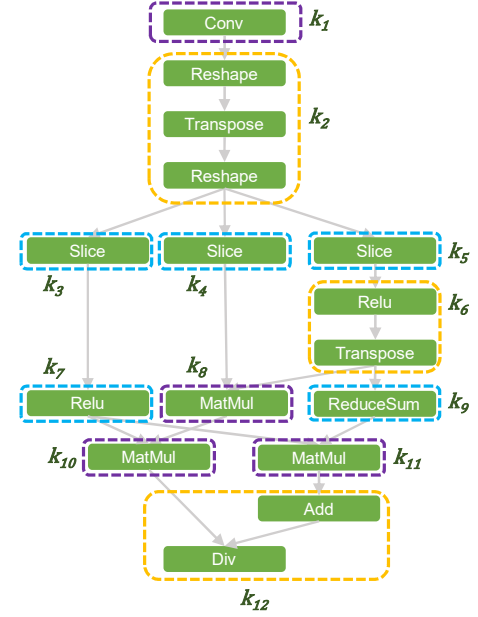 Conv k1
Reshape
Transpose k2
Reshape
Slice Slice Slice k5
k3 k4
Relu k6
Transpose
k7 k8
Relu MatMul ReduceSum k9
k10 MatMul MatMul k11
Add
Div
k12